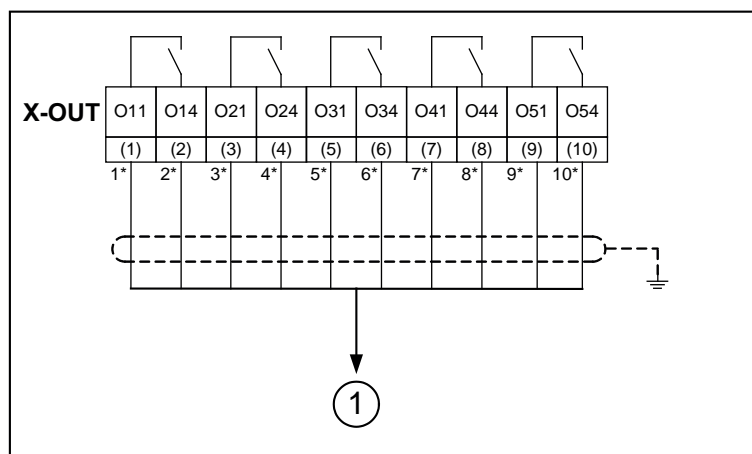 X-OUT O11 O14 O21 O24 O31 O34 O41 O44 O51 O54
(1) (2) (3) (4) (5) (6) (7) (8) (9) (10)
1* 2* 3* 4* 5* 6* 7* 8* 9* 10*
1